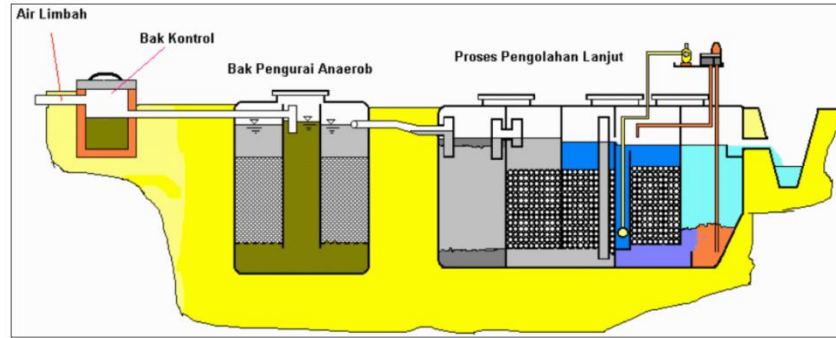 Air Limbah
Bak Kontrol
Bak Pengurai Anaerob
Proses Pengolahan Lanjut